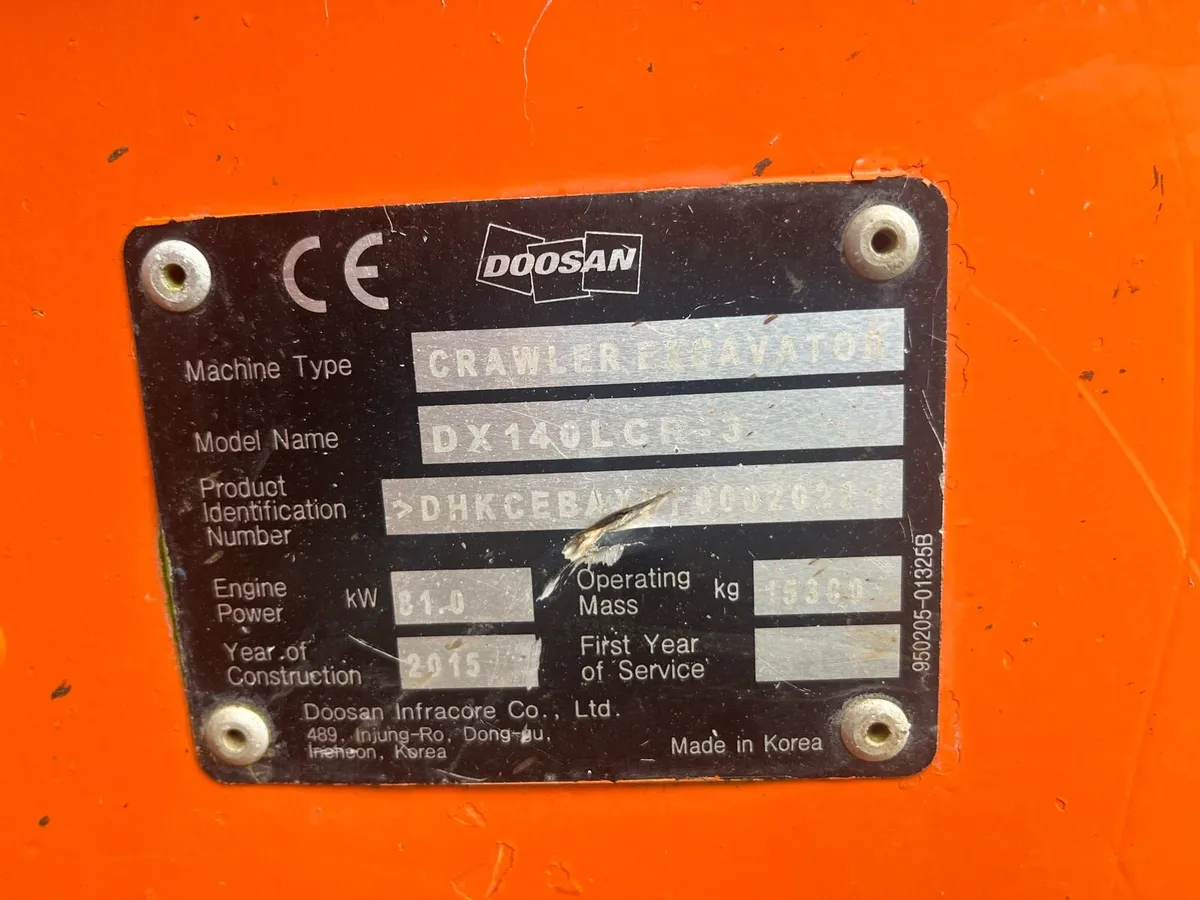 CE DOOSAN
Machine Type CRAWLER EXCAVATOR
Model Name DX140LCR-3
Product
Identification
Number
Engine
Power kW 81.0
Operating
Mass kg
Year of
Construction 2015
First Year
of Service
Doosan Infracore Co., Ltd.
489, Injung-Ro, Dong-gu,
Incheon, Korea
Made in Korea
950205-01325B